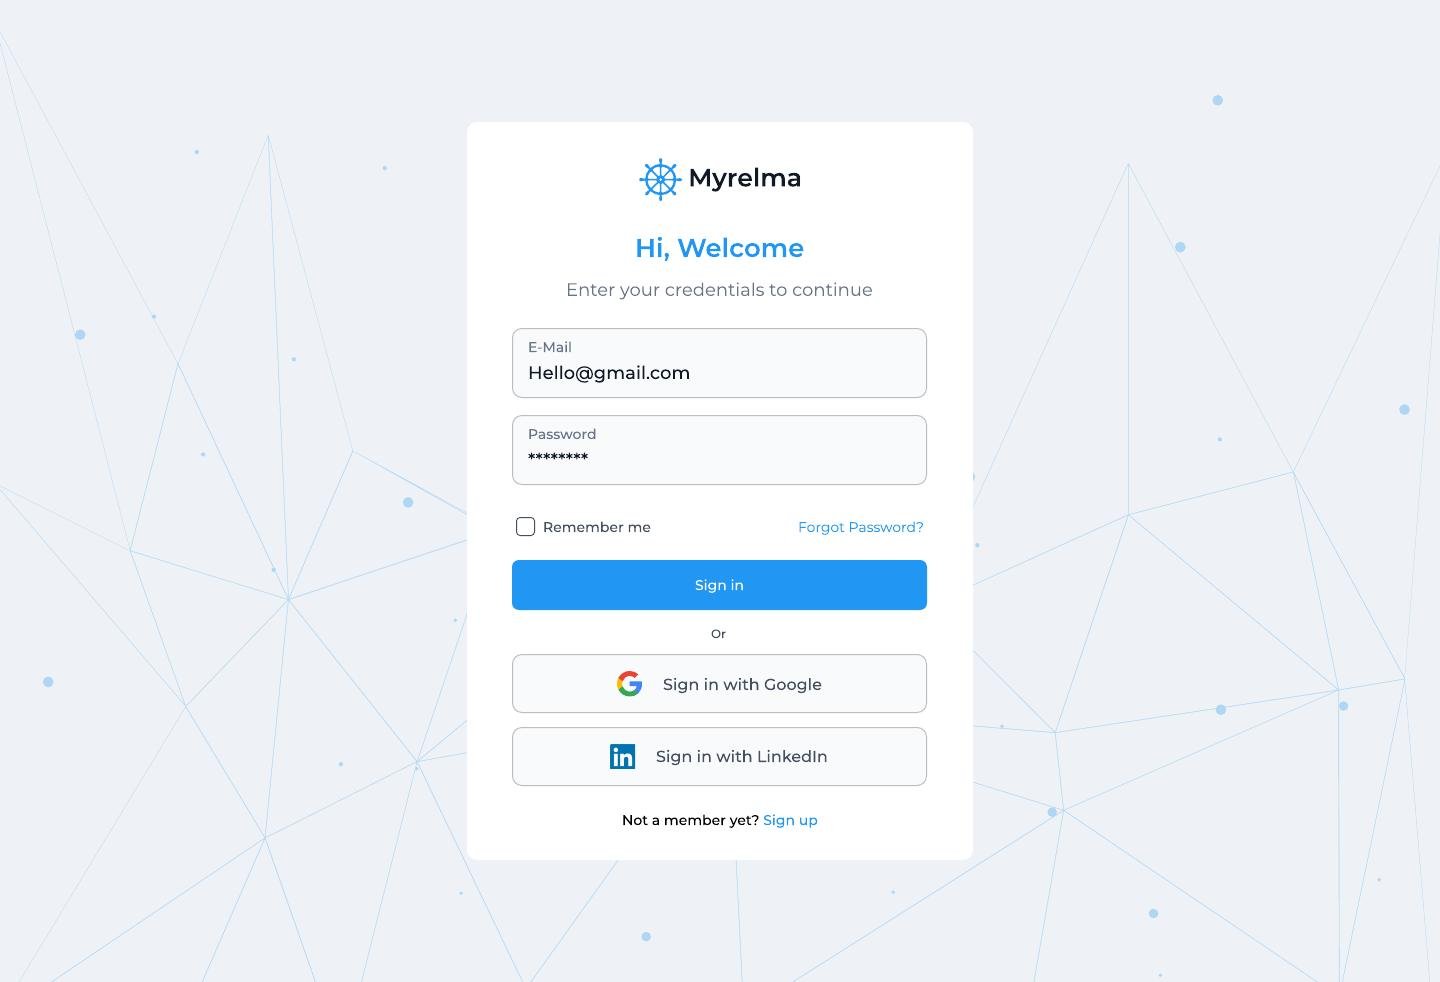 Myrelma
Hi, Welcome
Enter your credentials to continue
E-Mail
Hello@gmail.com
Password
********
Remember me
Forgot Password?
Sign in
Or
Sign in with Google
in
Sign in with LinkedIn
Not a member yet? Sign up